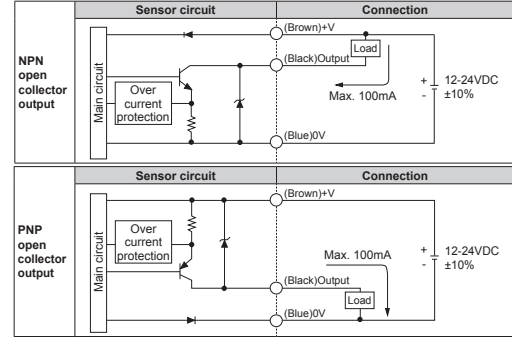 Sensor circuit
Connection
NPN
open
collector
output
Main circuit
Over
current
protection
(Brown)+V
(Black)Output
Load
Max. 100mA
(Blue)0V
+
-
12-24VDC
±10%
Sensor circuit
Connection
PNP
open
collector
output
Main circuit
Over
current
protection
(Brown)+V
Max. 100mA
(Black)Output
Load
(Blue)0V
+
-
12-24VDC
±10%